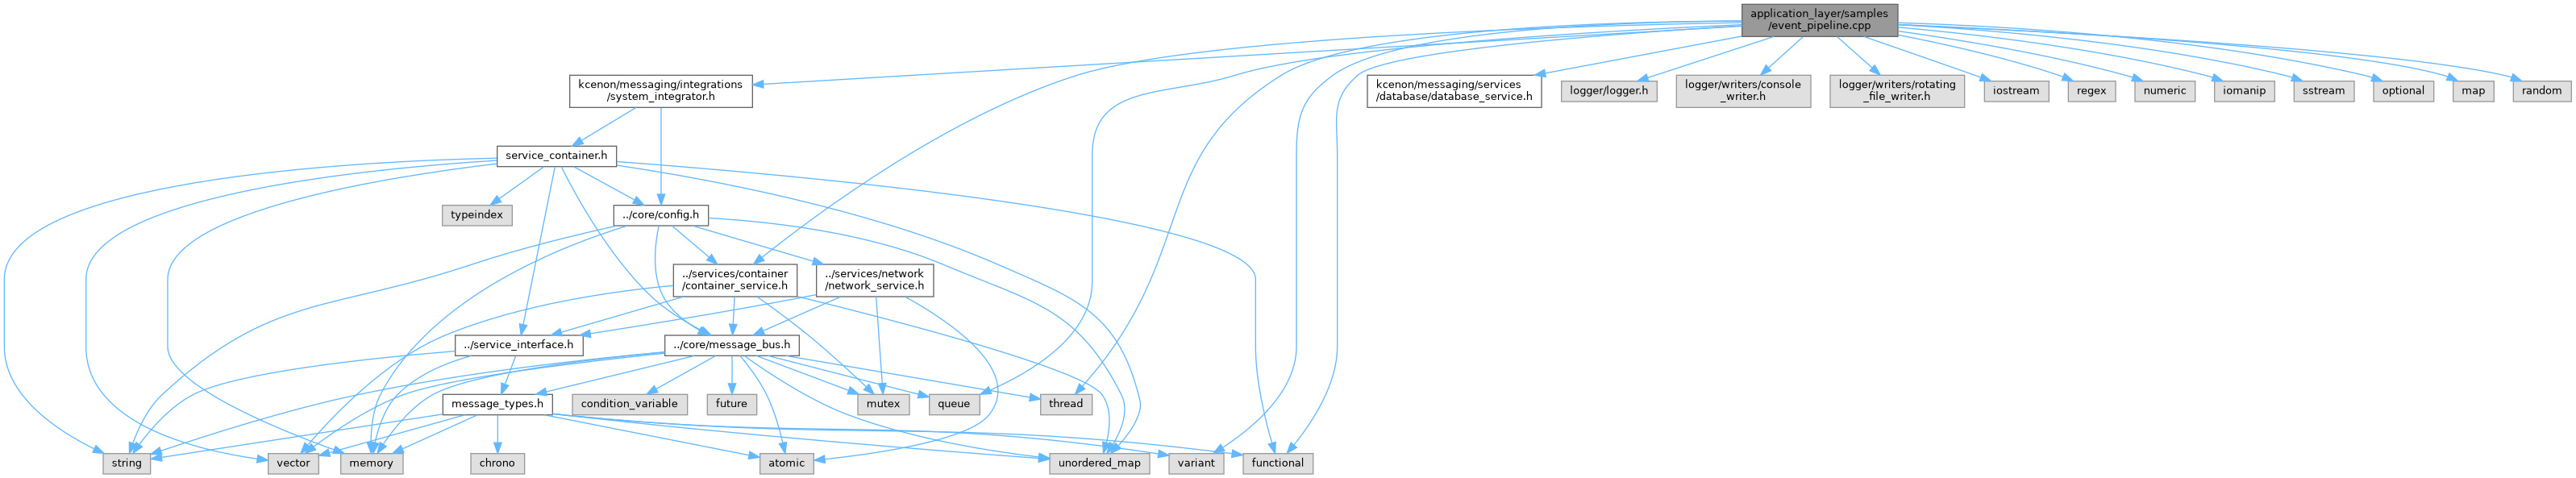 application_layer/samples
/event_pipeline.cpp
kcenon/messaging/integrations
/system_integrator.h
kcenon/messaging/services
/database/database_service.h
logger/logger.h
logger/writers/console
_writer.h
logger/writers/rotating
_file_writer.h
iostream
regex
numeric
iomanip
sstream
optional
map
random
service_container.h
typeindex
../core/config.h
../services/container
/container_service.h
../services/network
/network_service.h
../service_interface.h
../core/message_bus.h
message_types.h
condition_variable
future
mutex
queue
thread
string
vector
memory
chrono
atomic
unordered_map
variant
functional